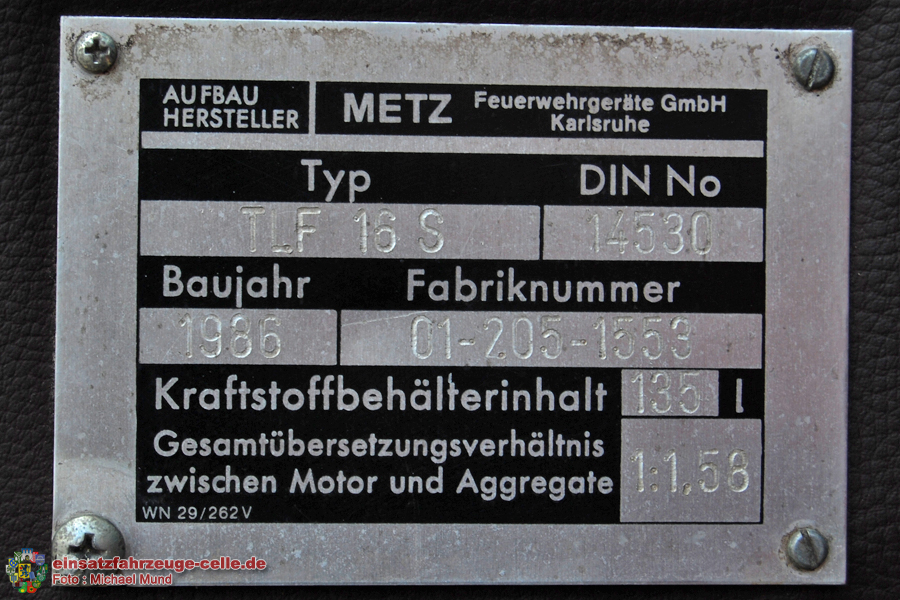 AUFBAU HERSTELLER
METZ Feuerwehrgeräte GmbH Karlsruhe
Typ DIN No
TLF 16 S 14530
Baujahr Fabriknummer
1986 01-205-1553
Kraftstoffbehälterinhalt 135 l
Gesamtübersetzungsverhältnis
zwischen Motor und Aggregate 1:1,58
WN 29/262 V
einsatzfahrzeuge-celle.de
Foto : Michael Mund